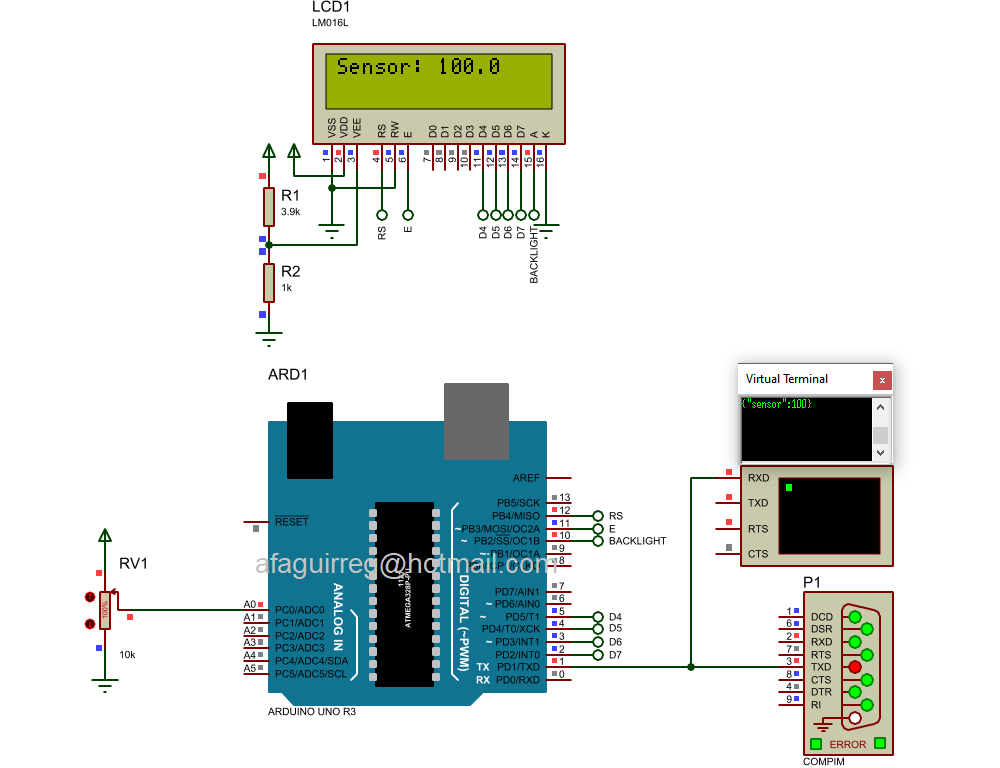 LCD1
LM016L
Sensor: 100.0
VSS
VDD
VEE
RS
RW
E
D0
D1
D2
D3
D4
D5
D6
D7
A
K
1
2
3
4
5
6
7
8
9
10
11
12
13
14
15
16
R1
3.9k
RS
E
D4
D5
D6
D7
BACKLIGHT
R2
1k
ARD1
Virtual Terminal
x
{"sensor":100}
RXD
TXD
RTS
CTS
AREF
RESET
PB5/SCK 13
PB4/MISO 12 RS
~PB3/MOSI/OC2A 11 E
~ PB2/SS/OC1B 10 BACKLIGHT
~ PB1/OC1A 9
8
afaguirreg@hotmail.com
PD7/AIN1 7
~ PD6/AIN0 6
~ PD5/T1 5 D4
PD4/T0/XCK 4 D5
~ PD3/INT1 3 D6
PD2/INT0 2 D7
TX PD1/TXD 1
RX PD0/RXD 0
ANALOG IN
ATMEGA328P-PU
DIGITAL (~PWM)
RV1
100%
10k
A0 PC0/ADC0
A1 PC1/ADC1
A2 PC2/ADC2
A3 PC3/ADC3
A4 PC4/ADC4/SDA
A5 PC5/ADC5/SCL
ARDUINO UNO R3
P1
1 DCD
6 DSR
2 RXD
7 RTS
3 TXD
8 CTS
4 DTR
9 RI
ERROR
COMPIM